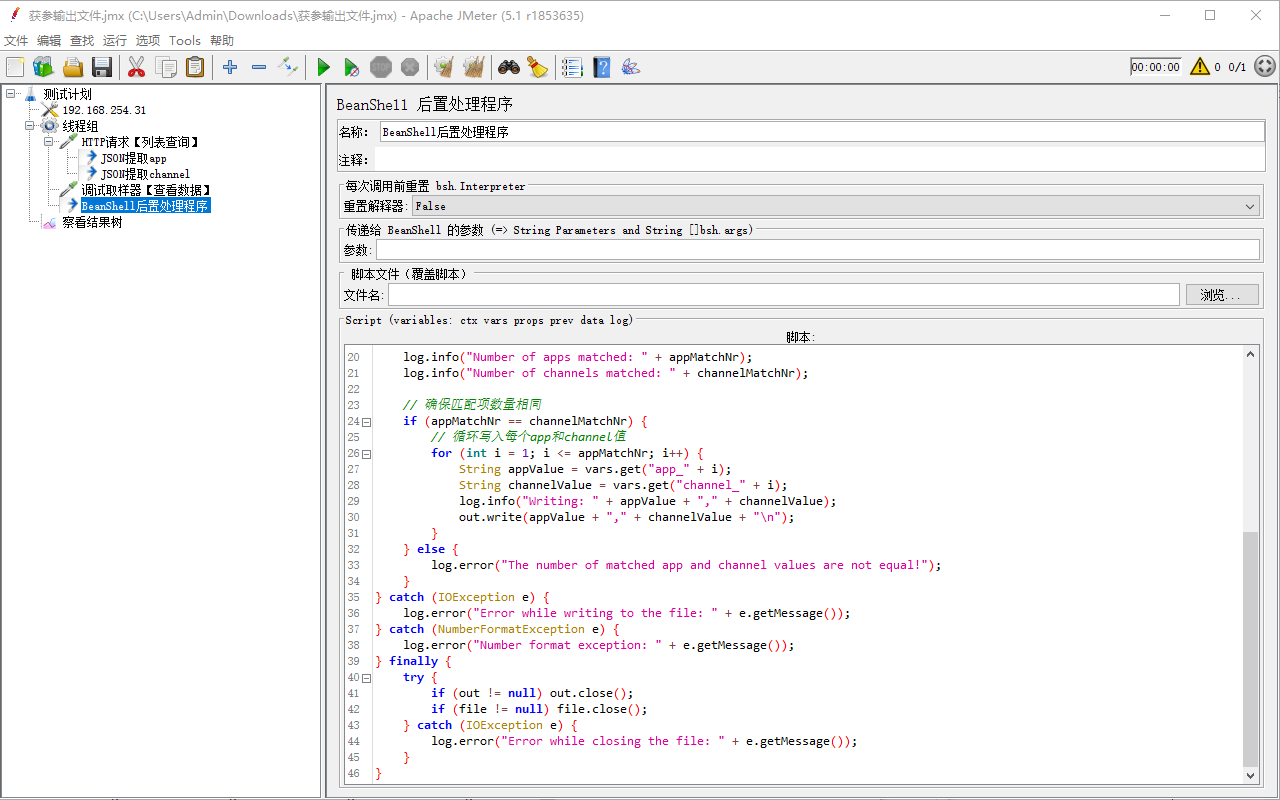 获参输出文件.jmx (C:\Users\Admin\Downloads\获参输出文件.jmx) - Apache JMeter (5.1 r1853635)
文件 编辑 查找 运行 选项 Tools 帮助
STOP
00:00:00 0 0/1
测试计划
192.168.254.31
线程组
HTTP请求【列表查询】
JSON提取app
JSON提取channel
调试取样器【查看数据】
BeanShell后置处理程序
察看结果树
BeanShell 后置处理程序
名称: BeanShell后置处理程序
注释:
每次调用前重置 bsh.Interpreter
重置解释器: False
传递给 BeanShell 的参数 (=> String Parameters and String []bsh.args)
参数:
脚本文件（覆盖脚本）
文件名: 浏览...
Script (variables: ctx vars props prev data log)
脚本:
20     log.info("Number of apps matched: " + appMatchNr);
21     log.info("Number of channels matched: " + channelMatchNr);
22
23     // 确保匹配项数量相同
24     if (appMatchNr == channelMatchNr) {
25         // 循环写入每个app和channel值
26         for (int i = 1; i <= appMatchNr; i++) {
27             String appValue = vars.get("app_" + i);
28             String channelValue = vars.get("channel_" + i);
29             log.info("Writing: " + appValue + "," + channelValue);
30             out.write(appValue + "," + channelValue + "\n");
31         }
32     } else {
33         log.error("The number of matched app and channel values are not equal!");
34     }
35 } catch (IOException e) {
36     log.error("Error while writing to the file: " + e.getMessage());
37 } catch (NumberFormatException e) {
38     log.error("Number format exception: " + e.getMessage());
39 } finally {
40     try {
41         if (out != null) out.close();
42         if (file != null) file.close();
43     } catch (IOException e) {
44         log.error("Error while closing the file: " + e.getMessage());
45     }
46 }